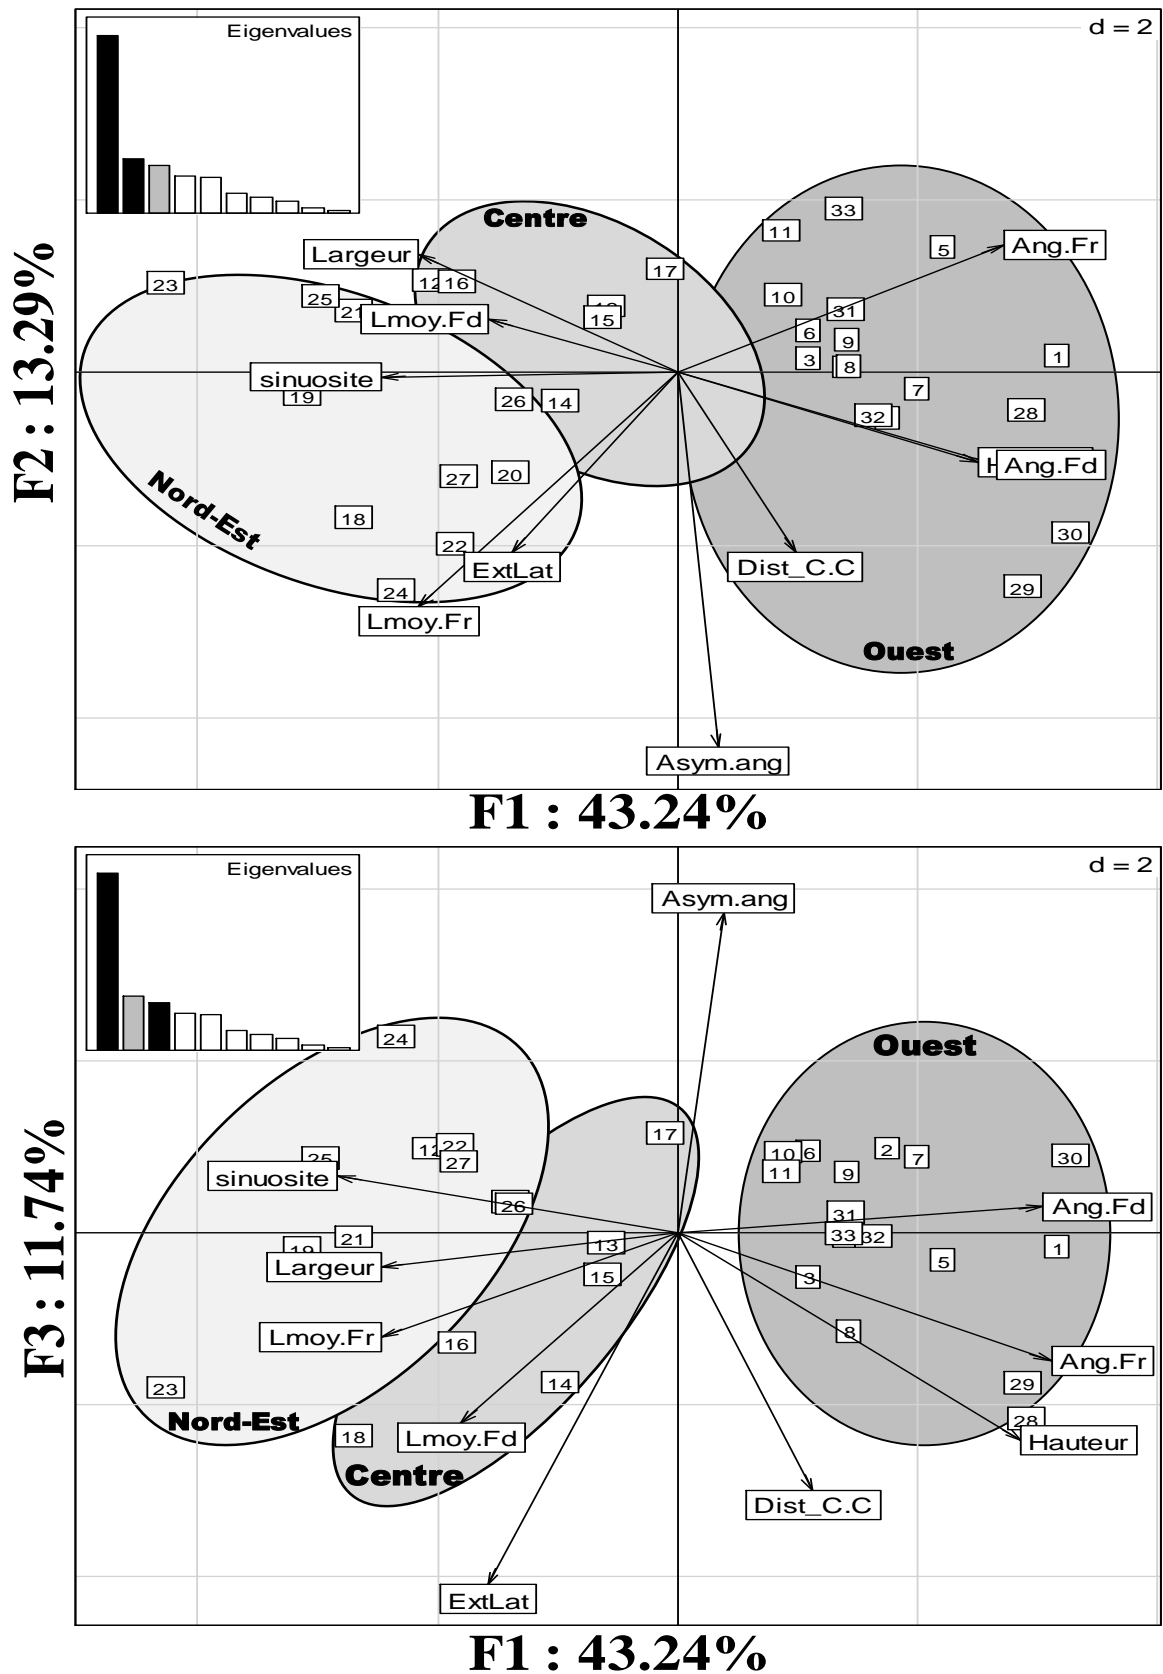 Eigenvalues
d = 2
Centre
33
11
5
Ang.Fr
Largeur
17
23
12
16
25
10
21
31
Lmoy.Fd
15
6
9
3
8
1
sinuosite
7
19
26
14
32
28
Ang.Fd
27
20
Nord-Est
18
30
22
ExtLat
Dist_C.C
24
29
Lmoy.Fr
Ouest
Asym.ang
F2 : 13.29%
F1 : 43.24%
Eigenvalues
d = 2
Asym.ang
24
Ouest
17
12
22
25
27
10
6
2
7
30
11
9
sinuosite
26
Ang.Fd
31
21
13
33
32
19
1
5
Largeur
15
3
Lmoy.Fr
16
8
Ang.Fr
23
14
29
Nord-Est
28
18
Lmoy.Fd
Hauteur
Centre
Dist_C.C
ExtLat
F3 : 11.74%
F1 : 43.24%